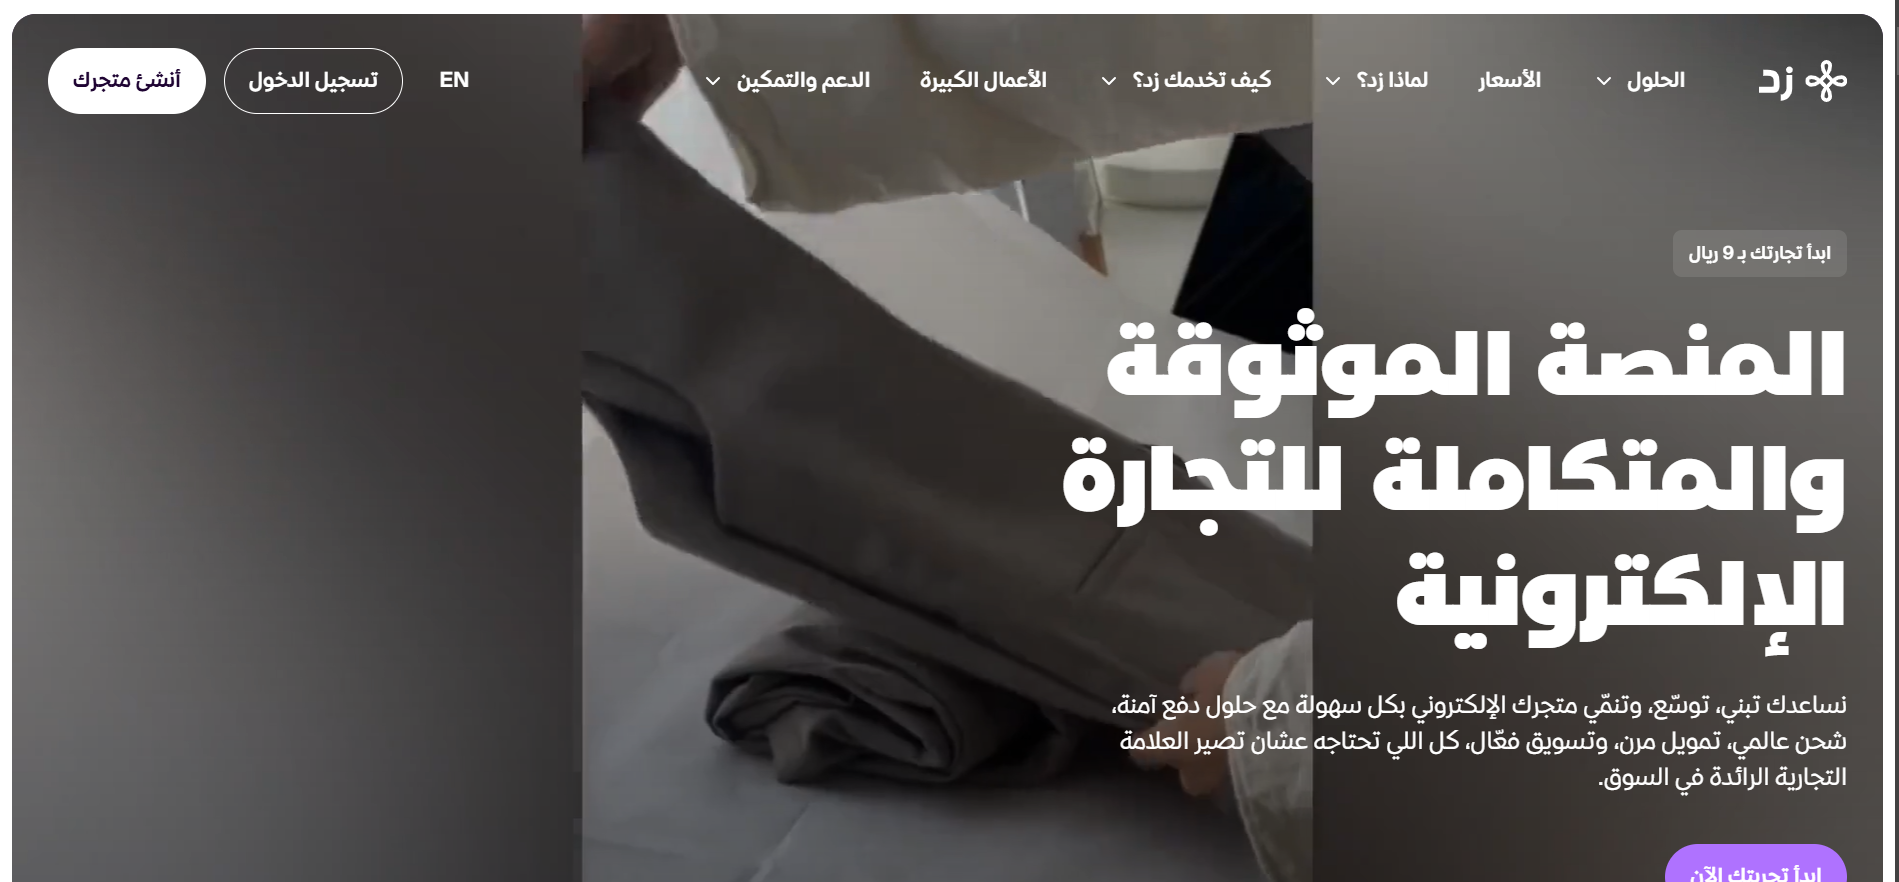 زد
الحلول
الأسعار
لماذا زد؟
كيف تخدمك زد؟
الأعمال الكبيرة
الدعم والتمكين
EN
تسجيل الدخول
أنشئ متجرك
ابدأ تجارتك بـ 9 ريال
المنصة الموثوقة
والمتكاملة للتجارة
الإلكترونية
نساعدك تبني، توسّع، وتنمّي متجرك الإلكتروني بكل سهولة مع حلول دفع آمنة،
شحن عالمي، تمويل مرن، وتسويق فعّال، كل اللي تحتاجه عشان تصير العلامة
التجارية الرائدة في السوق.
ابدأ تجربتك الآن